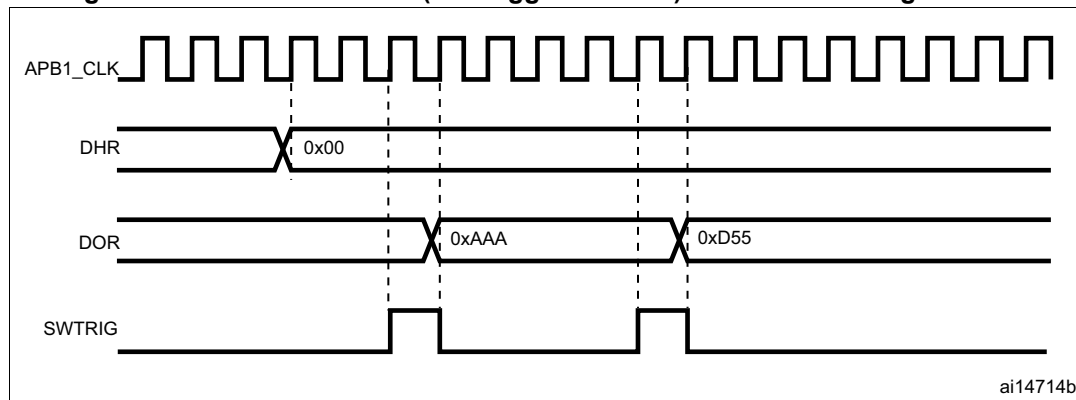 APB1_CLK
DHR
0x00
DOR
0xAAA
0xD55
SWTRIG
ai14714b